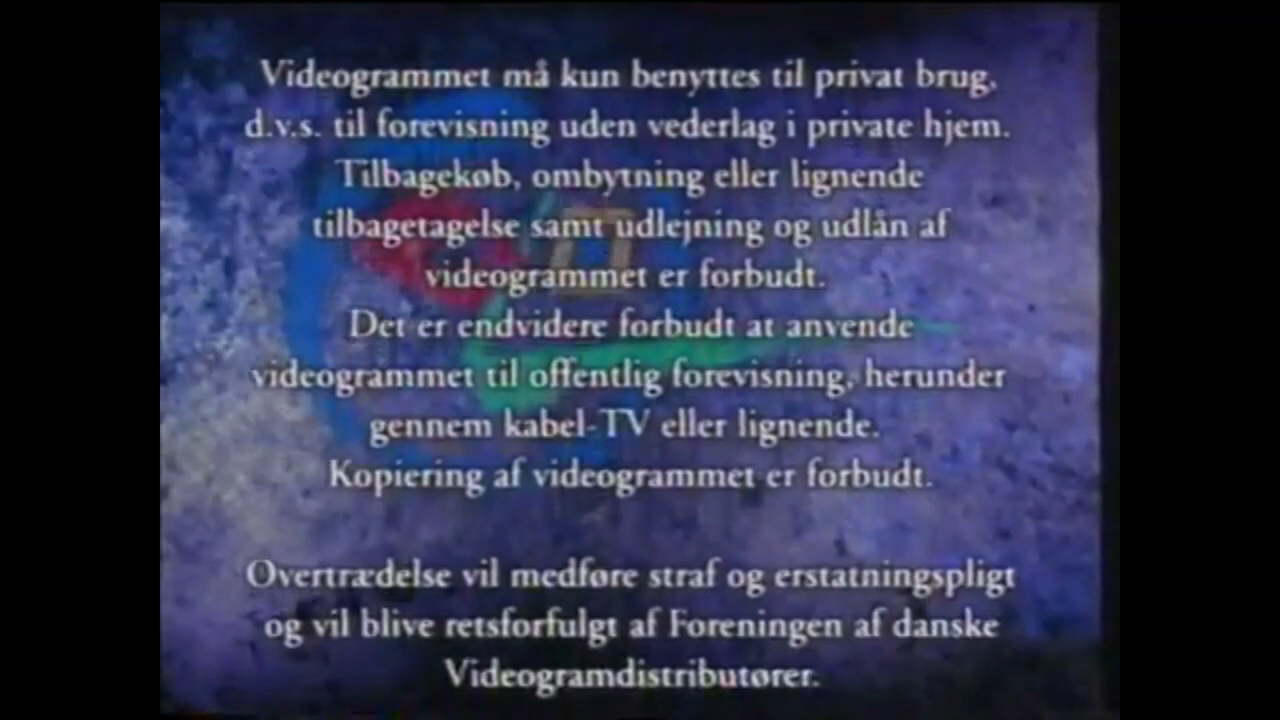 Videogrammet må kun benyttes til privat brug,
d.v.s. til forevisning uden vederlag i private hjem.
Tilbagekøb, ombytning eller lignende
tilbagetagelse samt udlejning og udlån af
videogrammet er forbudt.
Det er endvidere forbudt at anvende
videogrammet til offentlig forevisning, herunder
gennem kabel-TV eller lignende.
Kopiering af videogrammet er forbudt.
Overtrædelse vil medføre straf og erstatningspligt
og vil blive retsforfulgt af Foreningen af danske
Videogramdistributører.